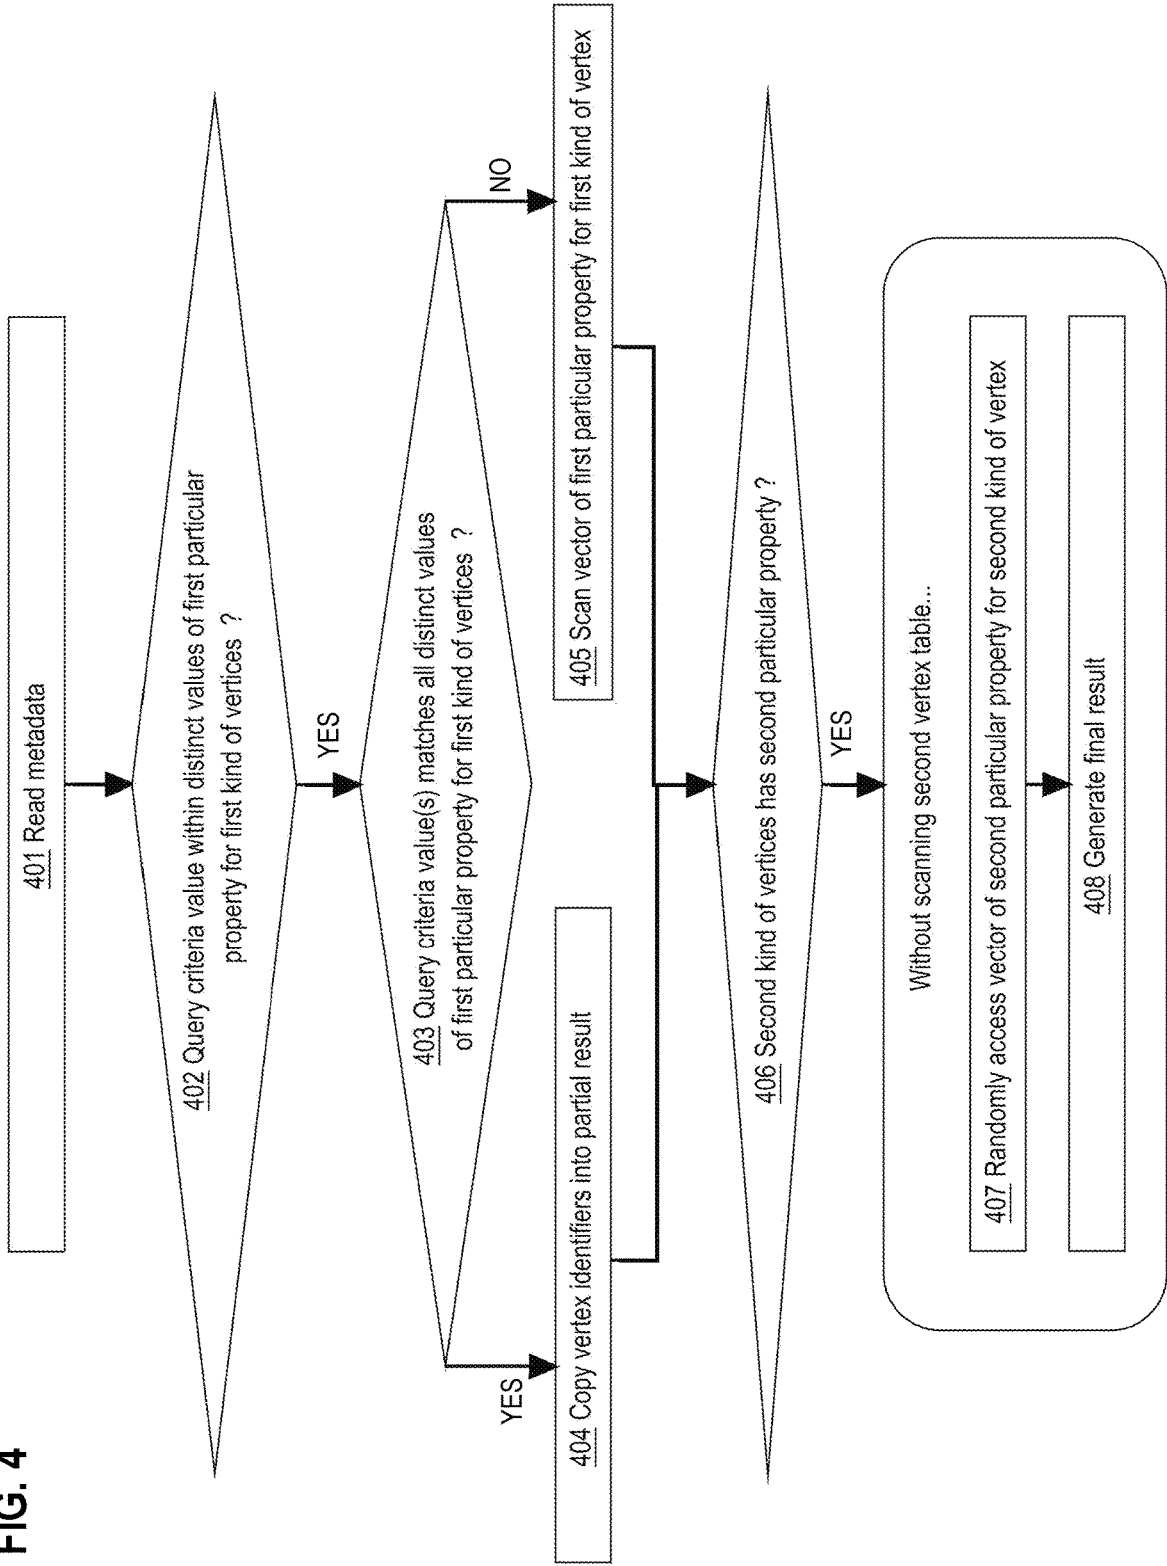 FIG. 4
401 Read metadata
402 Query criteria value within distinct values of first particular
property for first kind of vertices ?
YES
403 Query criteria value(s) matches all distinct values
of first particular property for first kind of vertices ?
YES
NO
404 Copy vertex identifiers into partial result
405 Scan vector of first particular property for first kind of vertex
406 Second kind of vertices has second particular property ?
YES
Without scanning second vertex table...
407 Randomly access vector of second particular property for second kind of vertex
408 Generate final result